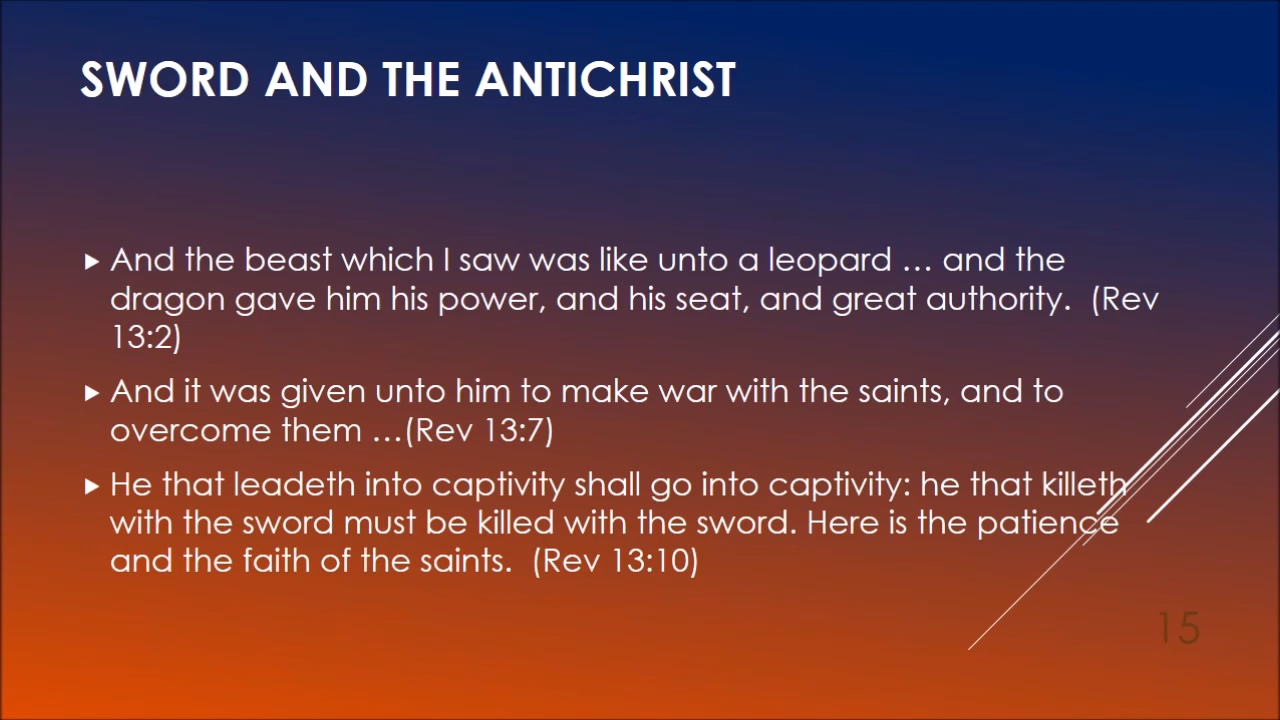 SWORD AND THE ANTICHRIST
And the beast which I saw was like unto a leopard … and the
dragon gave him his power, and his seat, and great authority.  (Rev
13:2)
And it was given unto him to make war with the saints, and to
overcome them …(Rev 13:7)
He that leadeth into captivity shall go into captivity: he that killeth
with the sword must be killed with the sword. Here is the patience
and the faith of the saints.  (Rev 13:10)
15